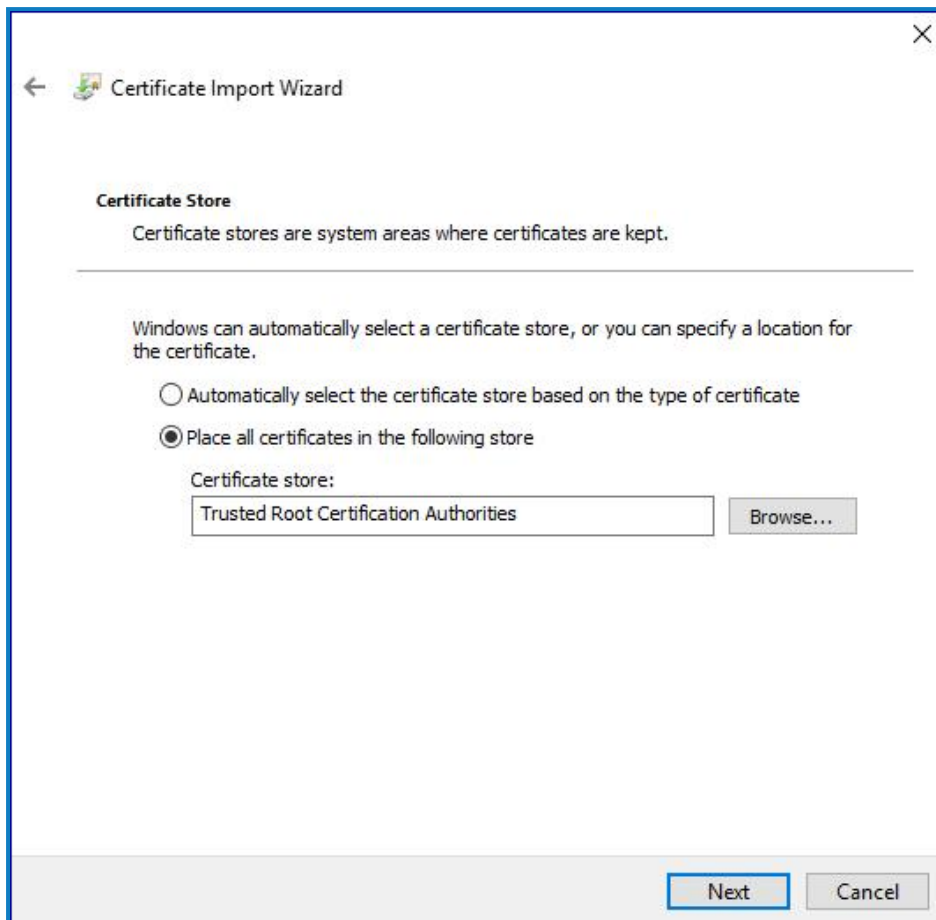 Certificate Import Wizard
Certificate Store
Certificate stores are system areas where certificates are kept.
Windows can automatically select a certificate store, or you can specify a location for
the certificate.
Automatically select the certificate store based on the type of certificate
Place all certificates in the following store
Certificate store:
Trusted Root Certification Authorities
Browse...
Next
Cancel